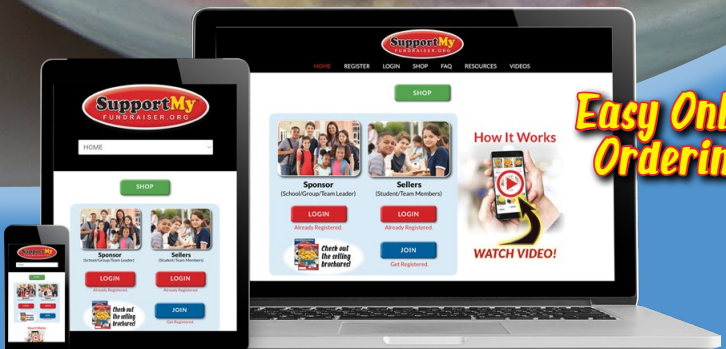 SupportMy
FUNDRAISER.ORG
HOME REGISTER LOGIN SHOP FAQ RESOURCES VIDEOS
SHOP
Sponsor
(School/Group/Team Leader)
LOGIN
Already Registered.
Check out
the selling
brochures!
Sellers
(Student/Team Members)
LOGIN
Already Registered.
JOIN
Get Registered.
How It Works
WATCH VIDEO!
Easy Onl
Orderin
SupportMy
FUNDRAISER.ORG
HOME
SHOP
Sponsor
(School/Group/Team Leader)
LOGIN
Already Registered.
Check out
the selling
brochures!
Sellers
(Student/Team Members)
LOGIN
Already Registered.
JOIN
Get Registered.
SupportMy